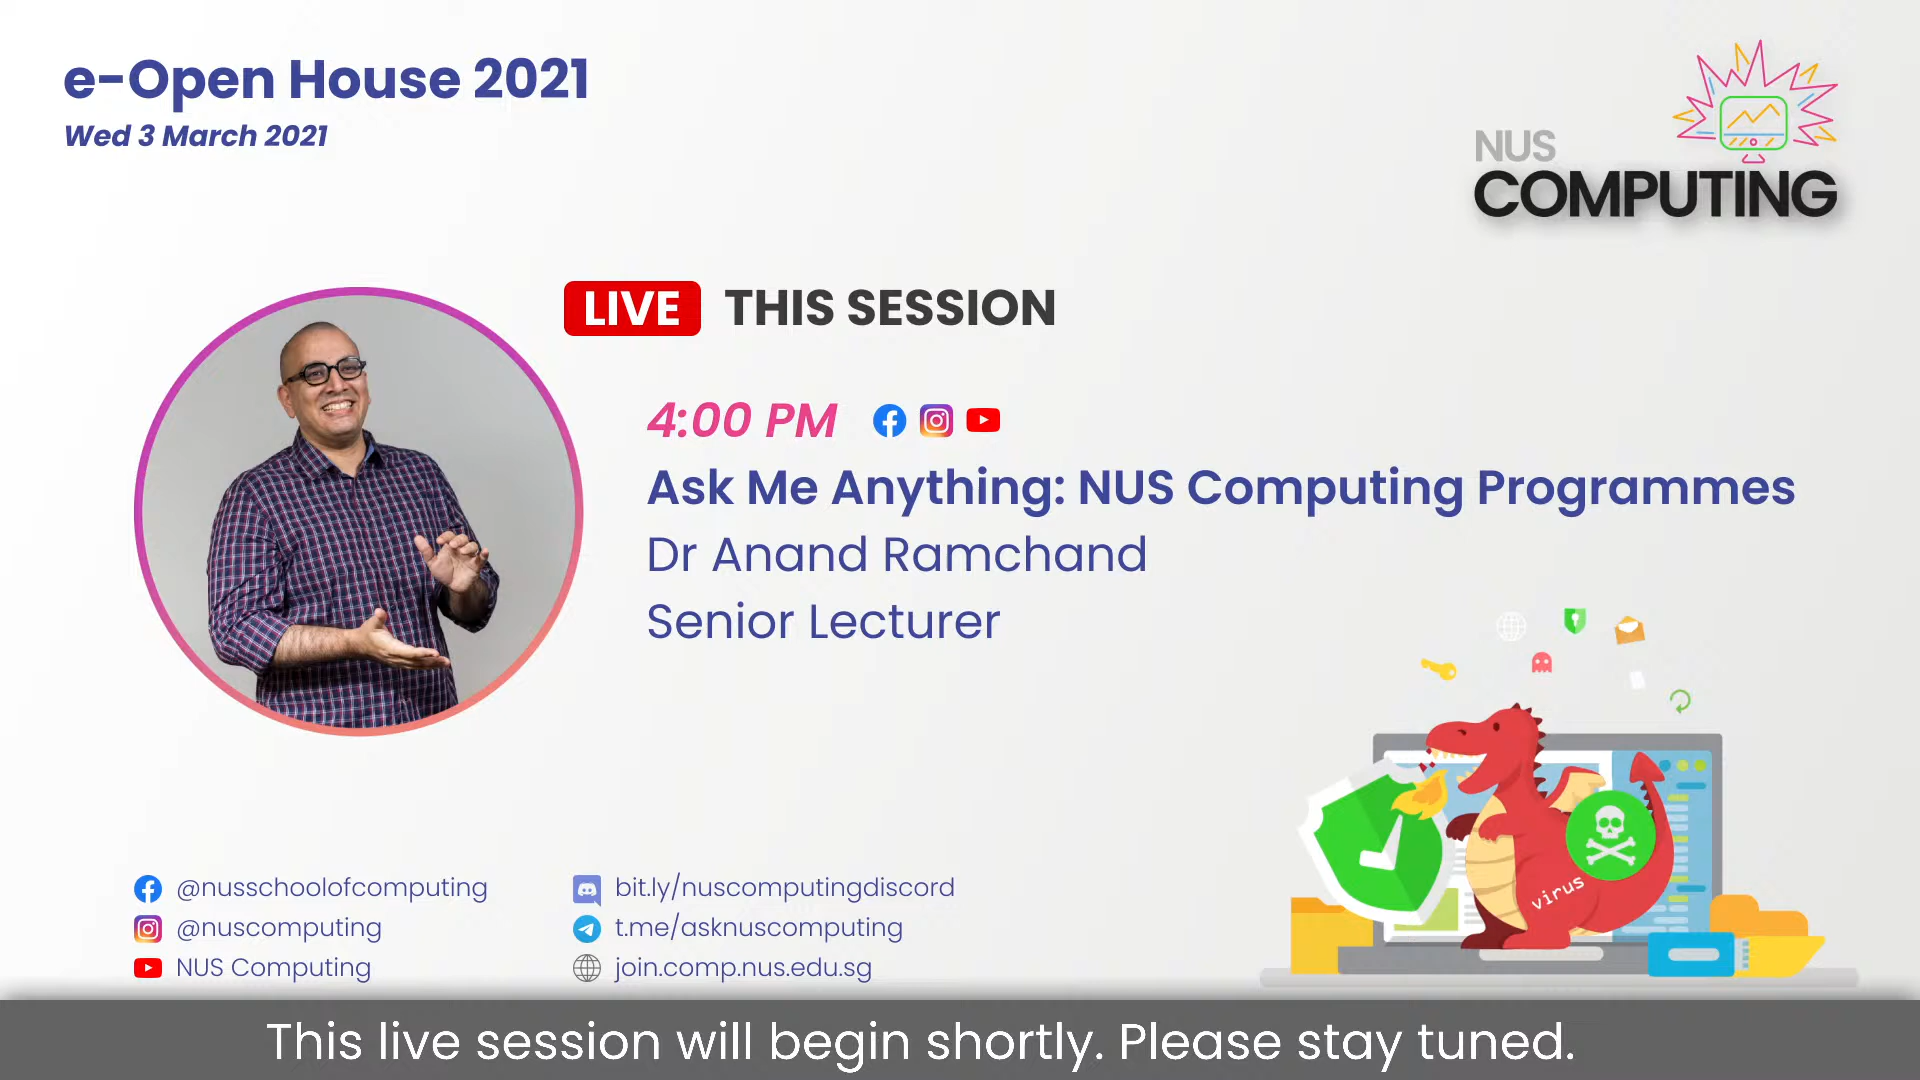 e-Open House 2021
Wed 3 March 2021
NUS
COMPUTING
LIVE THIS SESSION
4:00 PM
Ask Me Anything: NUS Computing Programmes
Dr Anand Ramchand
Senior Lecturer
virus
@nusschoolofcomputing
@nuscomputing
NUS Computing
bit.ly/nuscomputingdiscord
t.me/asknuscomputing
join.comp.nus.edu.sg
This live session will begin shortly. Please stay tuned.